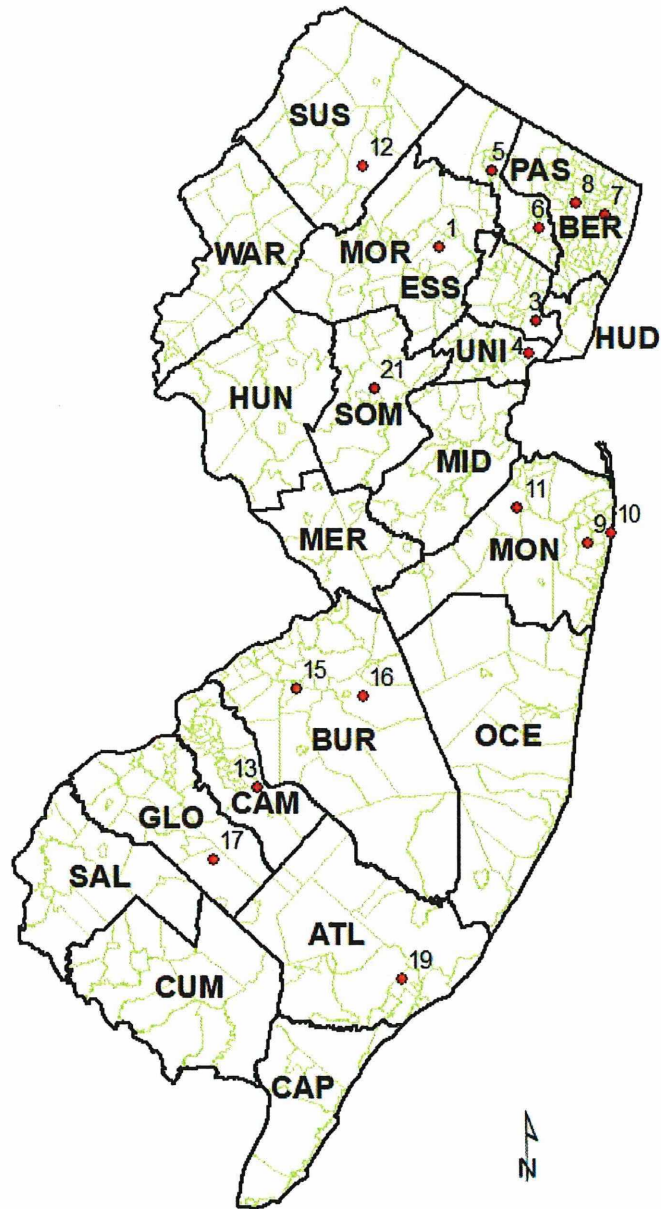 SUS
12
5
PAS
8
7
6
BER
WAR
MOR
1
ESS
3
HUD
UNI
4
21
HUN
SOM
MID
11
10
9
MER
MON
15
16
BUR
OCE
13
CAM
GLO
17
SAL
ATL
19
CUM
CAP
N